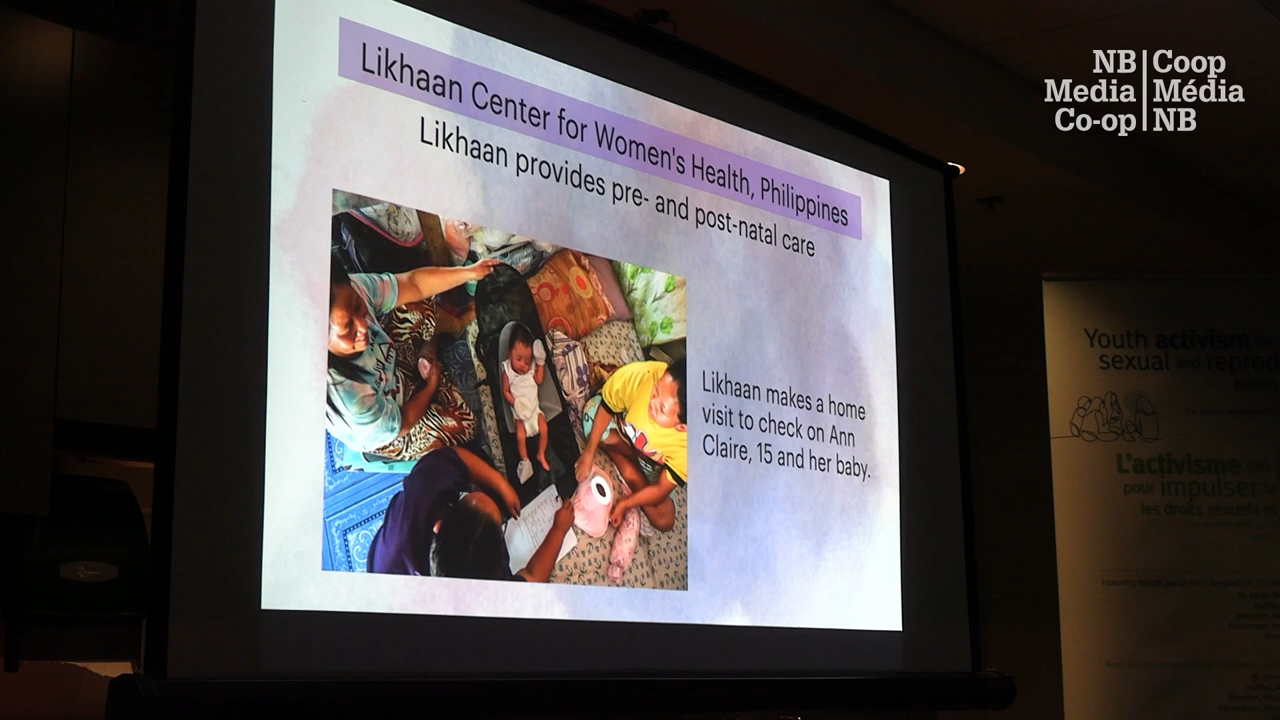 Likhaan Center for Women's Health, Philippines
Likhaan provides pre- and post-natal care
Likhaan makes a home
visit to check on Ann
Claire, 15 and her baby.
NB Coop
Media Média
Co-op NB
Youth activism
sexual and reprod
L'activisme
pour impulser
les droits sexuels et